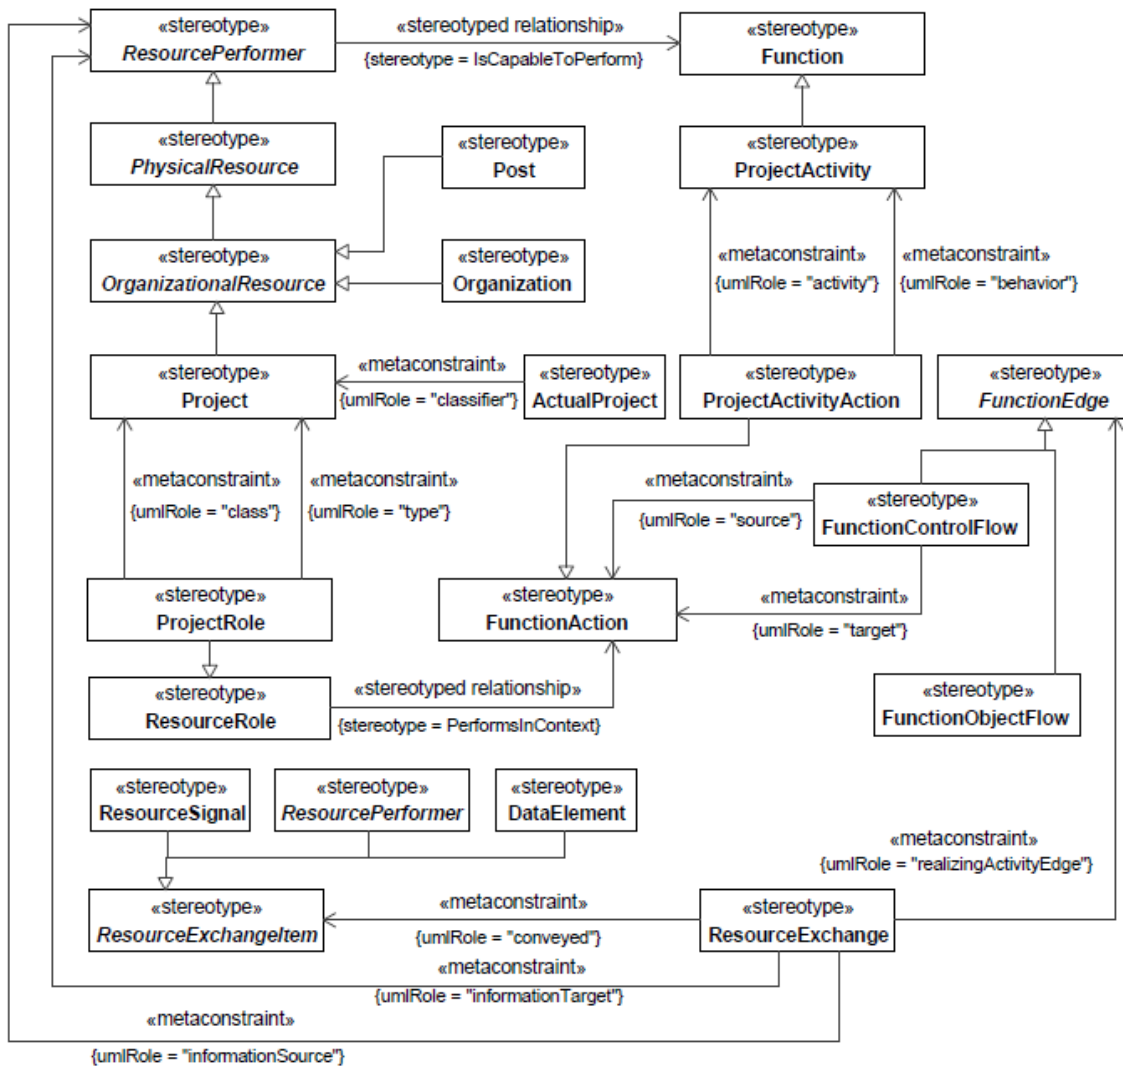 «stereotype»
ResourcePerformer
«stereotyped relationship»
{stereotype = IsCapableToPerform}
«stereotype»
Function
«stereotype»
PhysicalResource
«stereotype»
Post
«stereotype»
ProjectActivity
«stereotype»
OrganizationalResource
«stereotype»
Organization
«metaconstraint»
{umlRole = "activity"}
«metaconstraint»
{umlRole = "behavior"}
«stereotype»
Project
«metaconstraint»
{umlRole = "classifier"}
«stereotype»
ActualProject
«stereotype»
ProjectActivityAction
«stereotype»
FunctionEdge
«metaconstraint»
{umlRole = "class"}
«metaconstraint»
{umlRole = "type"}
«metaconstraint»
{umlRole = "source"}
«stereotype»
FunctionControlFlow
«stereotype»
ProjectRole
«stereotype»
FunctionAction
«metaconstraint»
{umlRole = "target"}
«stereotype»
ResourceRole
«stereotyped relationship»
{stereotype = PerformsInContext}
«stereotype»
FunctionObjectFlow
«stereotype»
ResourceSignal
«stereotype»
ResourcePerformer
«stereotype»
DataElement
«metaconstraint»
{umlRole = "realizingActivityEdge"}
«stereotype»
ResourceExchangeItem
«metaconstraint»
{umlRole = "conveyed"}
«stereotype»
ResourceExchange
«metaconstraint»
{umlRole = "informationTarget"}
«metaconstraint»
{umlRole = "informationSource"}